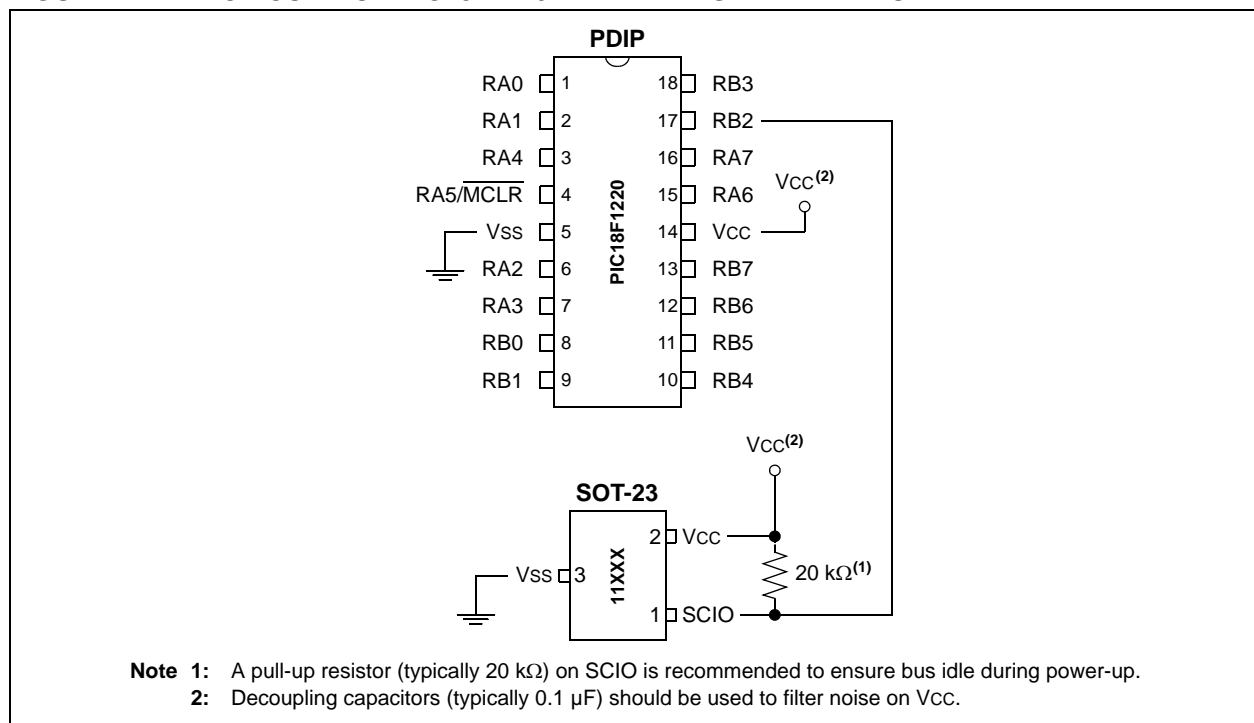 PDIP
RA0 1 18 RB3
RA1 2 17 RB2
RA4 3 16 RA7
RA5/MCLR 4 15 RA6
VCC(2)
VSS 5 14 VCC
RA2 6 13 RB7
RA3 7 12 RB6
RB0 8 11 RB5
RB1 9 10 RB4
PIC18F1220
VCC(2)
SOT-23
2 VCC
VSS 3
11XXX
20 kΩ(1)
1 SCIO
Note 1: A pull-up resistor (typically 20 kΩ) on SCIO is recommended to ensure bus idle during power-up.
2: Decoupling capacitors (typically 0.1 µF) should be used to filter noise on VCC.